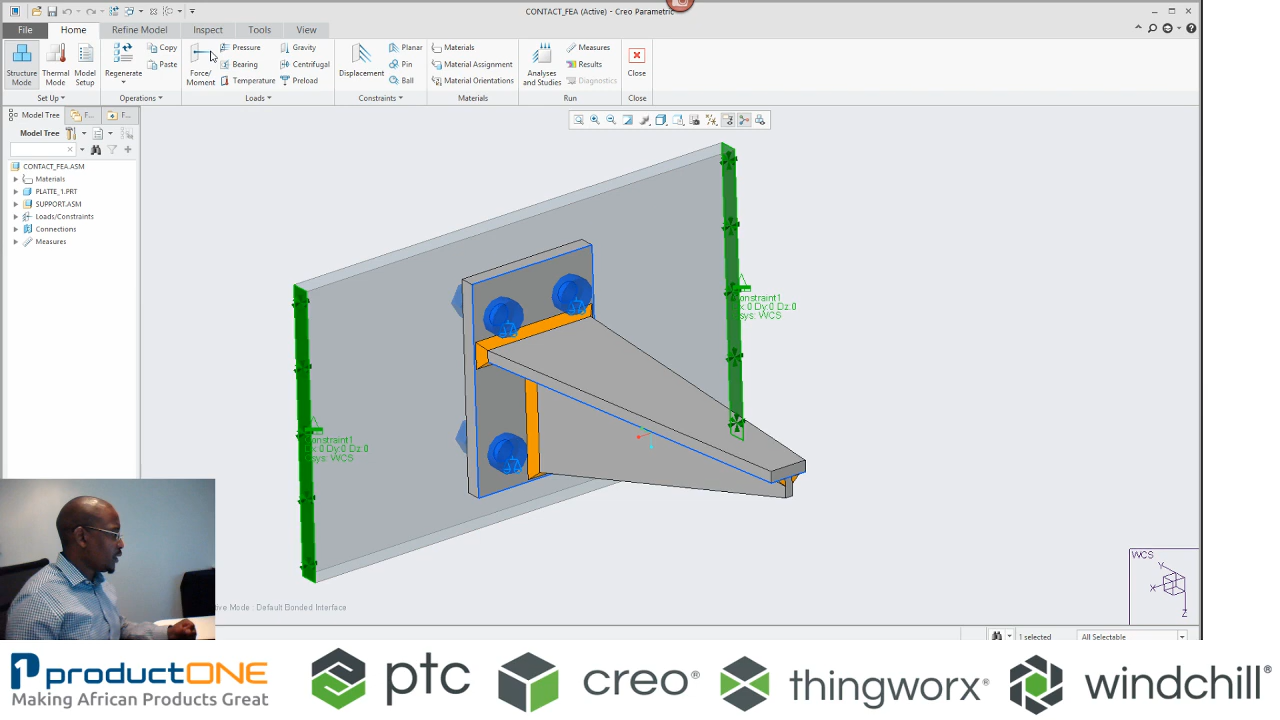 CONTACT_FEA (Active) - Creo Parametric
File Home Refine Model Inspect Tools View
Structure Mode
Thermal Mode
Model Setup
Regenerate
Copy
Paste
Force/ Moment
Pressure
Bearing
Temperature
Gravity
Centrifugal
Preload
Displacement
Planar
Pin
Ball
Materials
Material Assignment
Material Orientations
Analyses and Studies
Measures
Results
Diagnostics
Close
Set Up Operations Loads Constraints Materials Run Close
Model Tree F... F...
Model Tree
CONTACT_FEA.ASM
Materials
PLATTE_1.PRT
SUPPORT.ASM
Loads/Constraints
Connections
Measures
onstraint1
x:0 Dy:0 Dz:0
sys: WCS
onstraint1
x:0 Dy:0 Dz:0
sys: WCS
WCS
Y
X
Z
tive Mode : Default Bonded Interface
1 selected All Selectable
productONE
Making African Products Great
ptc
creo®
thingworx®
windchill®